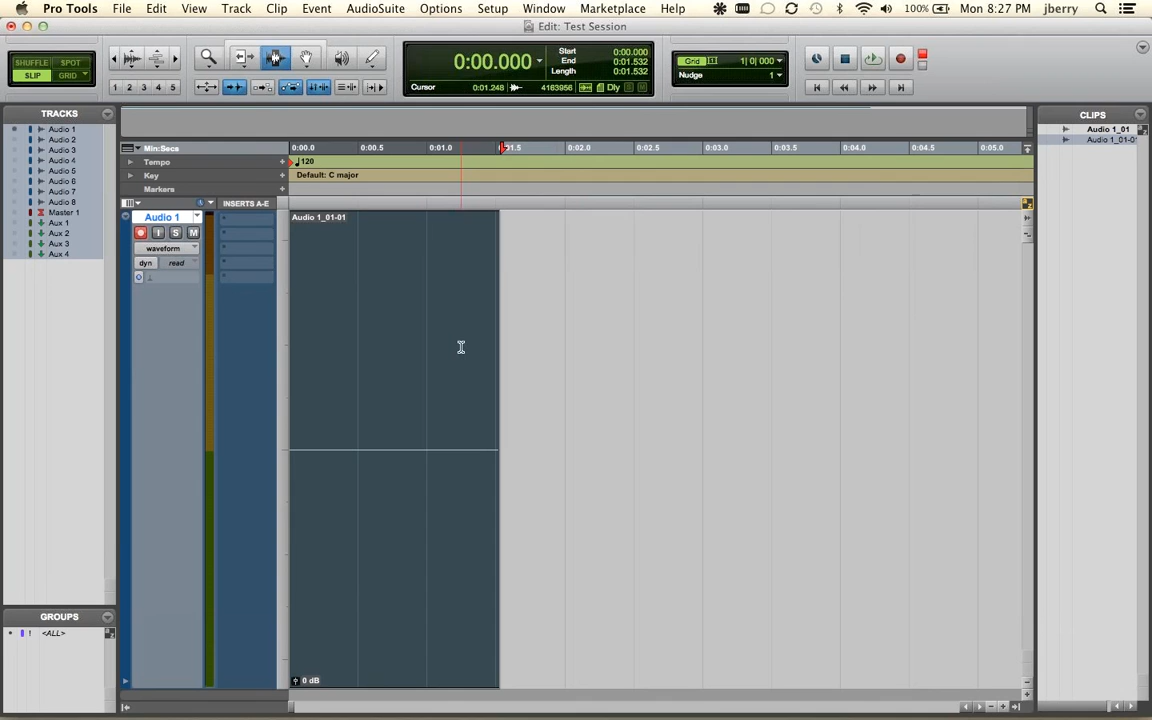 Pro Tools File Edit View Track Clip Event AudioSuite Options Setup Window Marketplace Help 100% Mon 8:27 PM jberry
Edit: Test Session
SHUFFLE SPOT
SLIP GRID
1 2 3 4 5
0:00.000
Start 0:00.000
End 0:01.532
Length 0:01.532
Cursor 0:01.248 4163956 Dly S M
Grid 1| 0| 000
Nudge 1
TRACKS
Audio 1
Audio 2
Audio 3
Audio 4
Audio 5
Audio 6
Audio 7
Audio 8
Master 1
Aux 1
Aux 2
Aux 3
Aux 4
GROUPS
! <ALL>
Min:Secs 0:00.0 0:00.5 0:01.0 0:01.5 0:02.0 0:02.5 0:03.0 0:03.5 0:04.0 0:04.5 0:05.0
Tempo + 120
Key + Default: C major
Markers +
INSERTS A-E
Audio 1
I S M
waveform
dyn read
Audio 1_01-01
0 dB
CLIPS
Audio 1_01
Audio 1_01-0